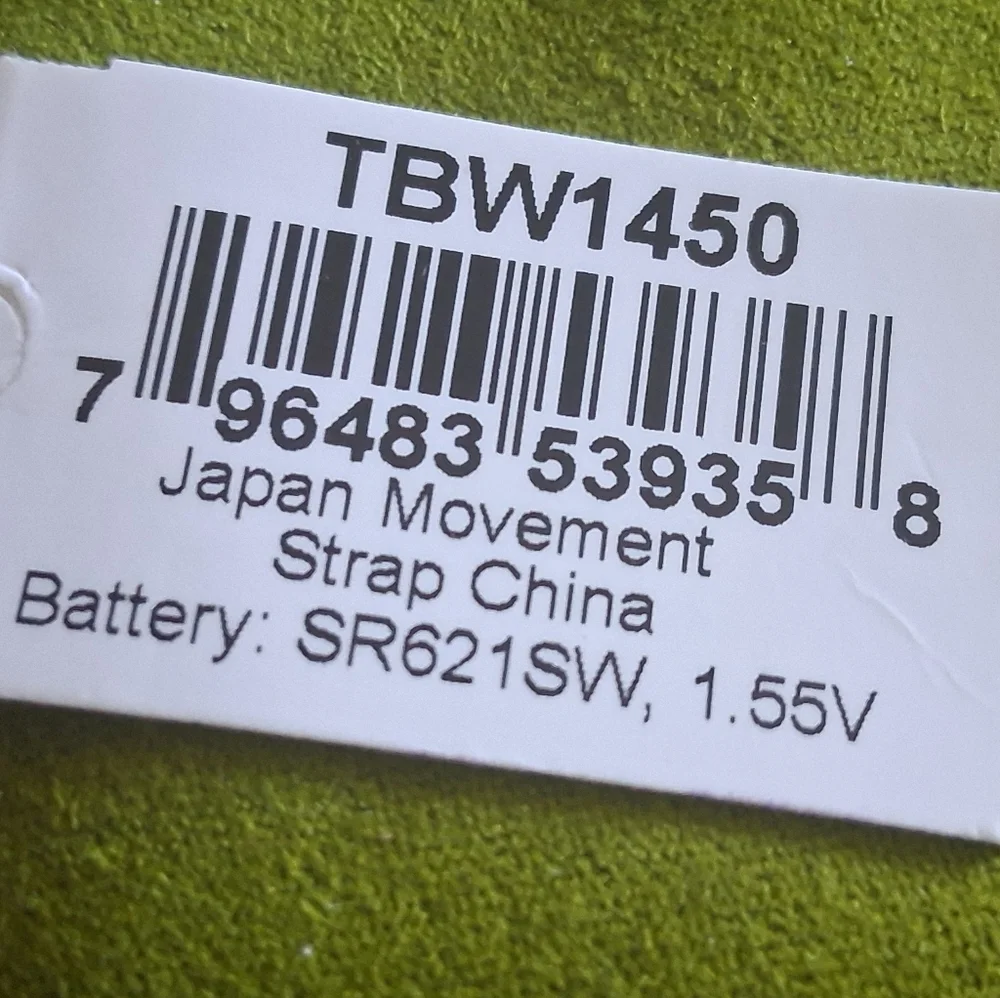 TBW1450
7 96483 53935 8
Japan Movement
Strap China
Battery: SR621SW, 1.55V